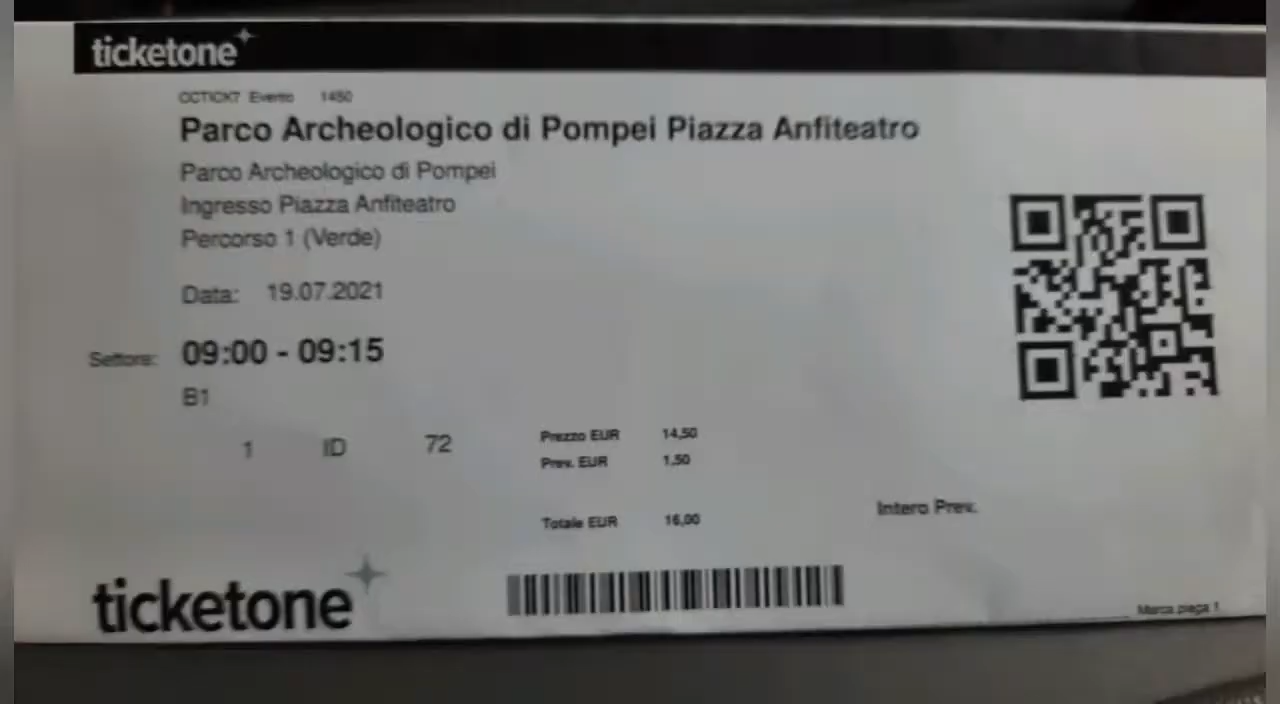 ticketone
CCTICK7 Evento 1450
Parco Archeologico di Pompei Piazza Anfiteatro
Parco Archeologico di Pompei
Ingresso Piazza Anfiteatro
Percorso 1 (Verde)
Data: 19.07.2021
Settore: 09:00 - 09:15
B1
1 ID 72
Prezzo EUR 14,50
Prev. EUR 1,50
Totale EUR 16,00
Intero Prev.
ticketone
Marca piega 1